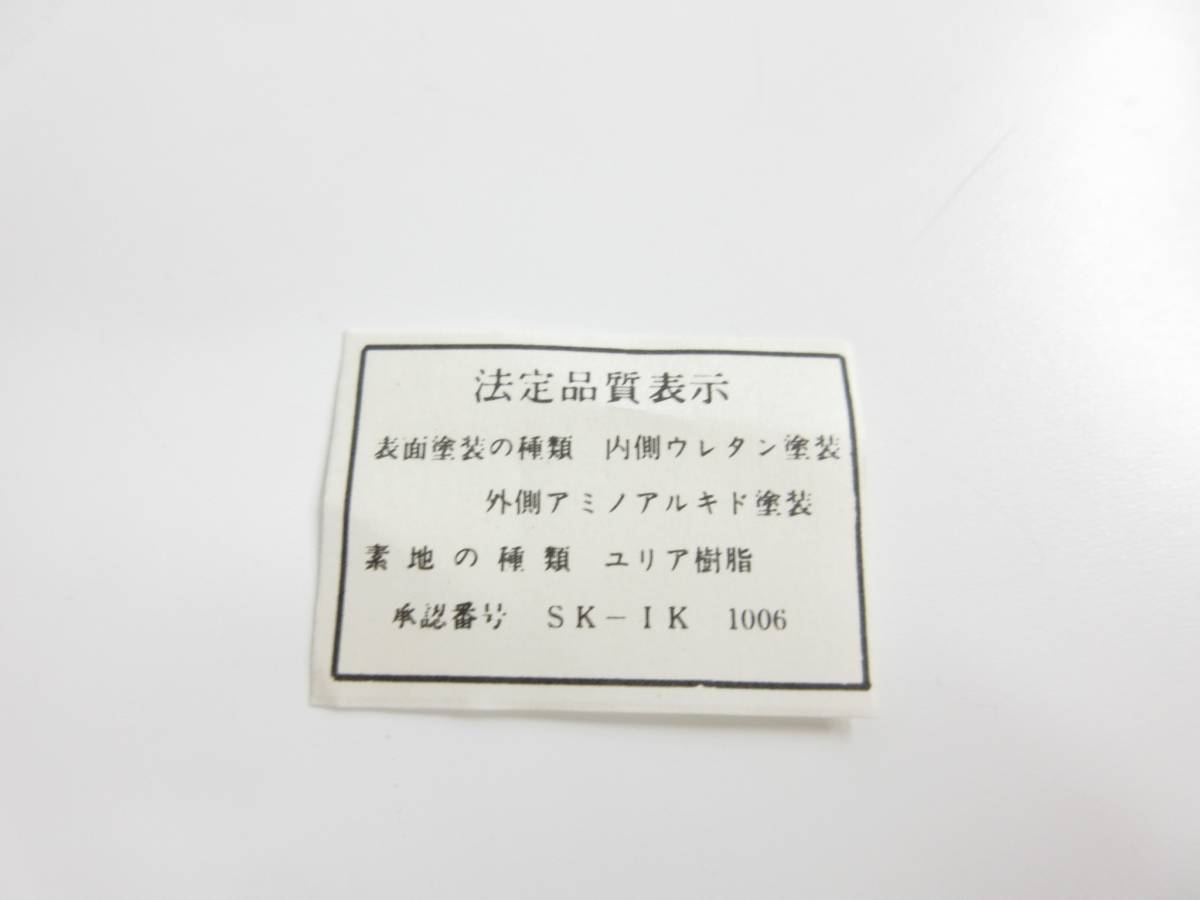 法定品質表示
表面塗装の種類 内側ウレタン塗装
外側アミノアルキド塗装
素地の種類 ユリア樹脂
承認番号 SK-IK 1006